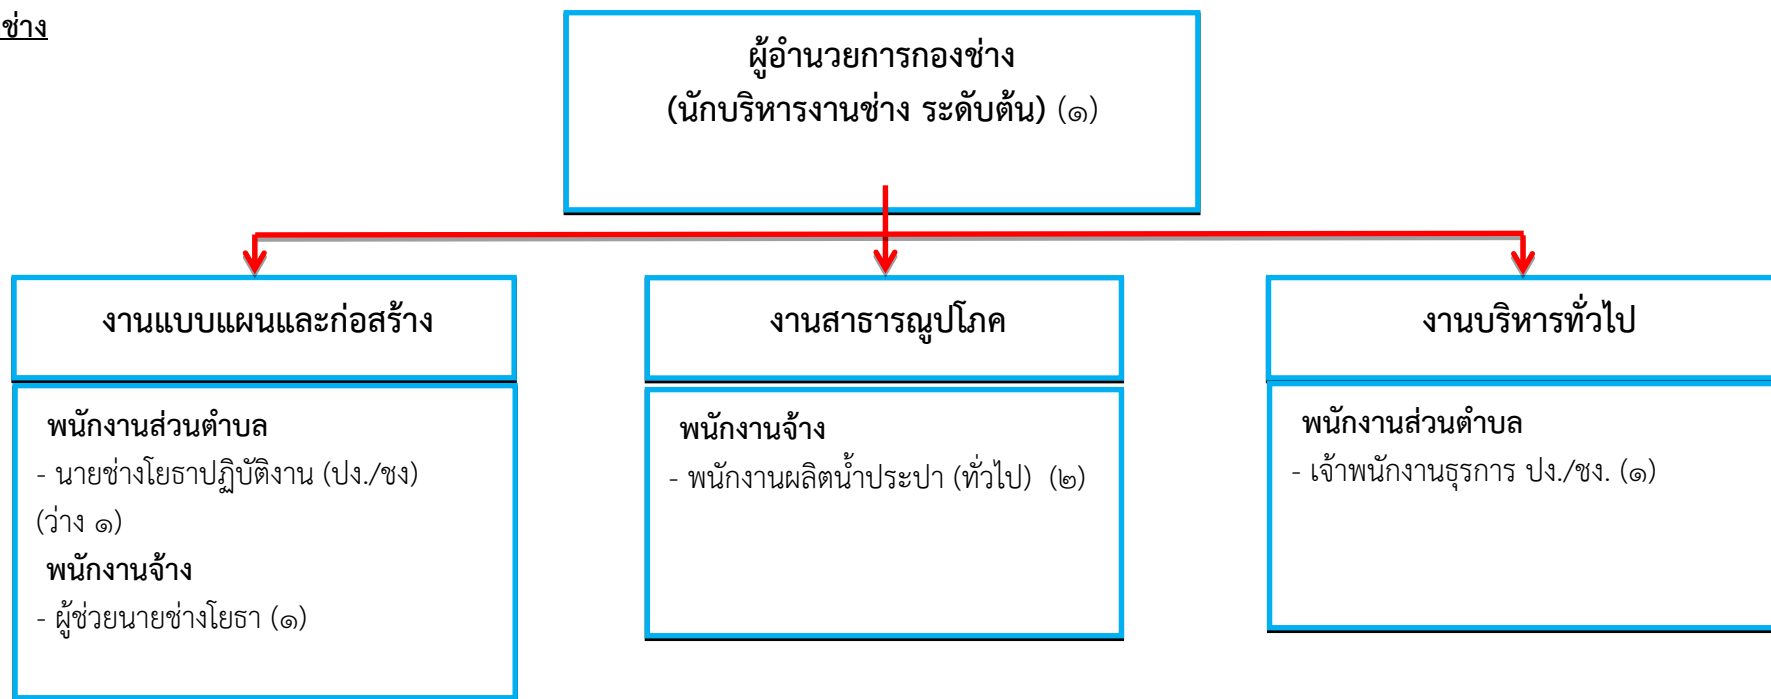 ช่าง
ผู้อำนวยการกองช่าง
(นักบริหารงานช่าง ระดับต้น) (๑)
งานแบบแผนและก่อสร้าง
พนักงานส่วนตำบล
- นายช่างโยธาปฏิบัติงาน (ปง./ชง)
(ว่าง ๑)
พนักงานจ้าง
- ผู้ช่วยนายช่างโยธา (๑)
งานสาธารณูปโภค
พนักงานจ้าง
- พนักงานผลิตน้ำประปา (ทั่วไป) (๒)
งานบริหารทั่วไป
พนักงานส่วนตำบล
- เจ้าพนักงานธุรการ ปง./ชง. (๑)